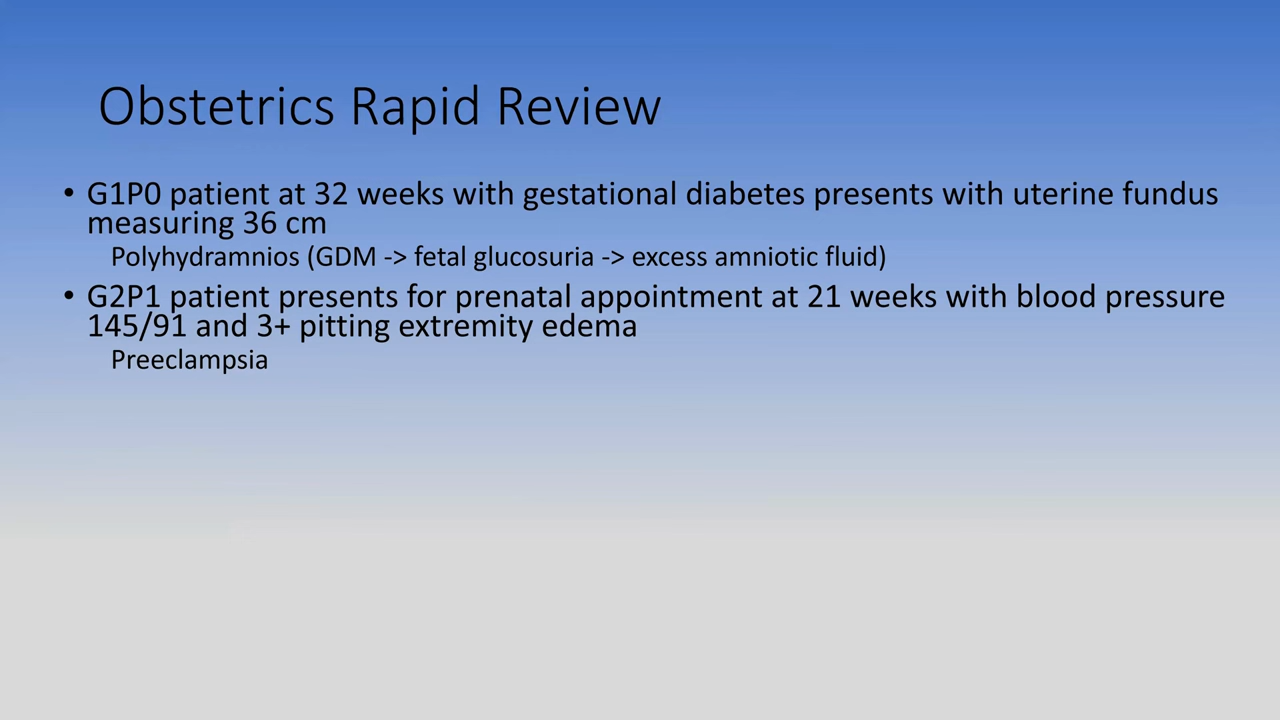 Obstetrics Rapid Review
• G1P0 patient at 32 weeks with gestational diabetes presents with uterine fundus
measuring 36 cm
Polyhydramnios (GDM -> fetal glucosuria -> excess amniotic fluid)
• G2P1 patient presents for prenatal appointment at 21 weeks with blood pressure
145/91 and 3+ pitting extremity edema
Preeclampsia